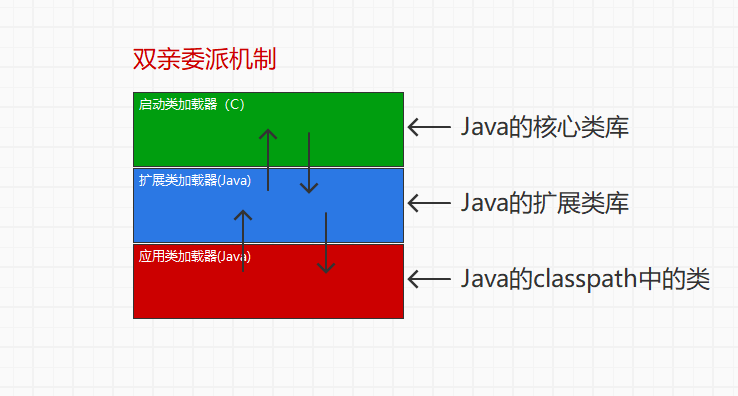 双亲委派机制
启动类加载器（C）
Java的核心类库
扩展类加载器(Java)
Java的扩展类库
应用类加载器(Java)
Java的classpath中的类